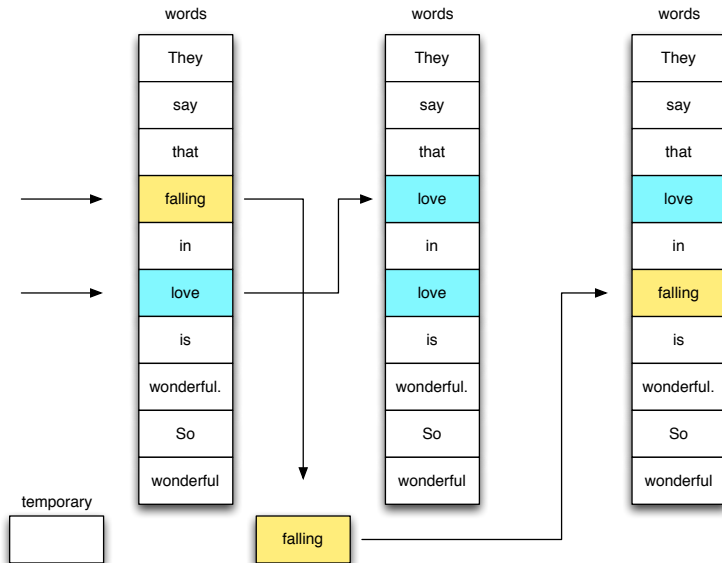 words
They
say
that
falling
in
love
is
wonderful.
So
wonderful
temporary
words
They
say
that
love
in
love
is
wonderful.
So
wonderful
falling
words
They
say
that
love
in
falling
is
wonderful.
So
wonderful